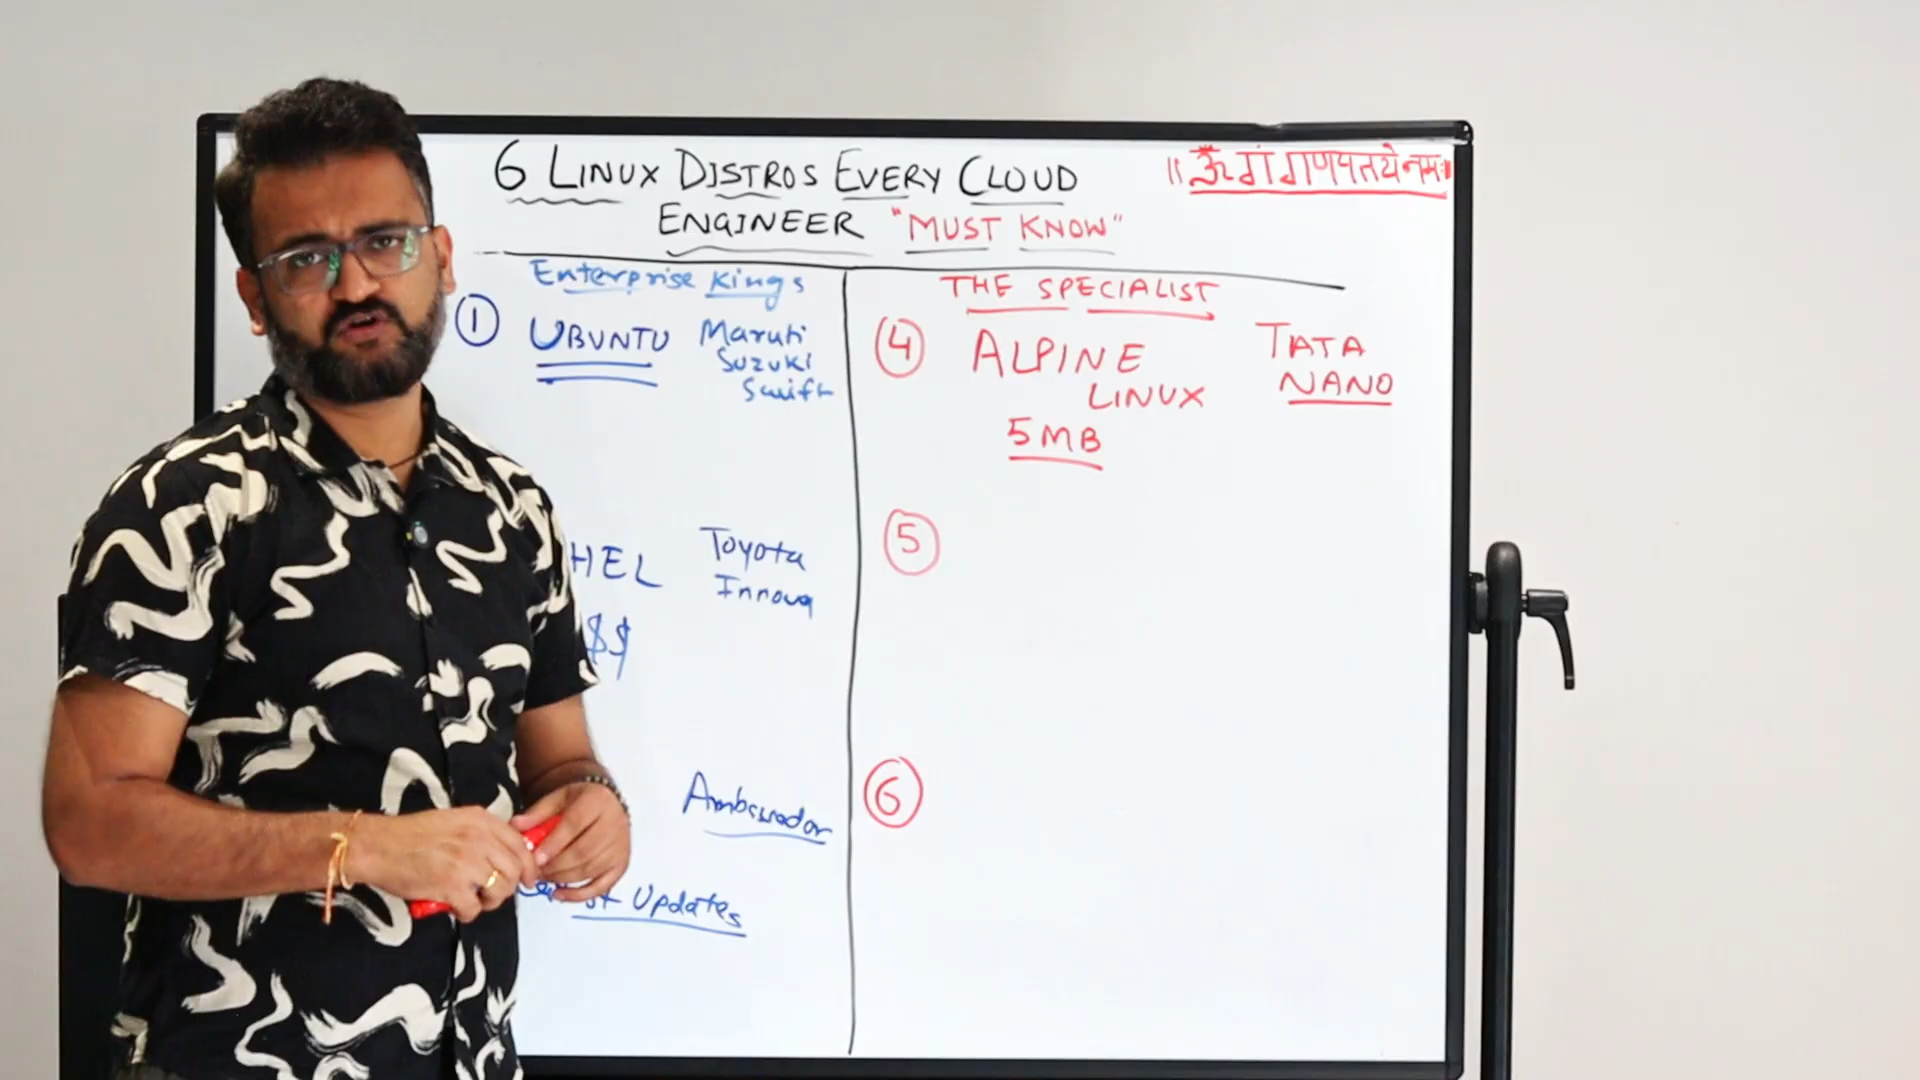 6 LINUX DISTROS EVERY CLOUD
ENGINEER "MUST KNOW"
॥ ॐ गं गणपतये नमः॥
Enterprise Kings
① UBUNTU Maruti
Suzuki
Swift
HEL Toyota
Innova
$$
Ambassador
Updates
THE SPECIALIST
④ ALPINE
LINUX
5MB
TATA
NANO
⑤
⑥